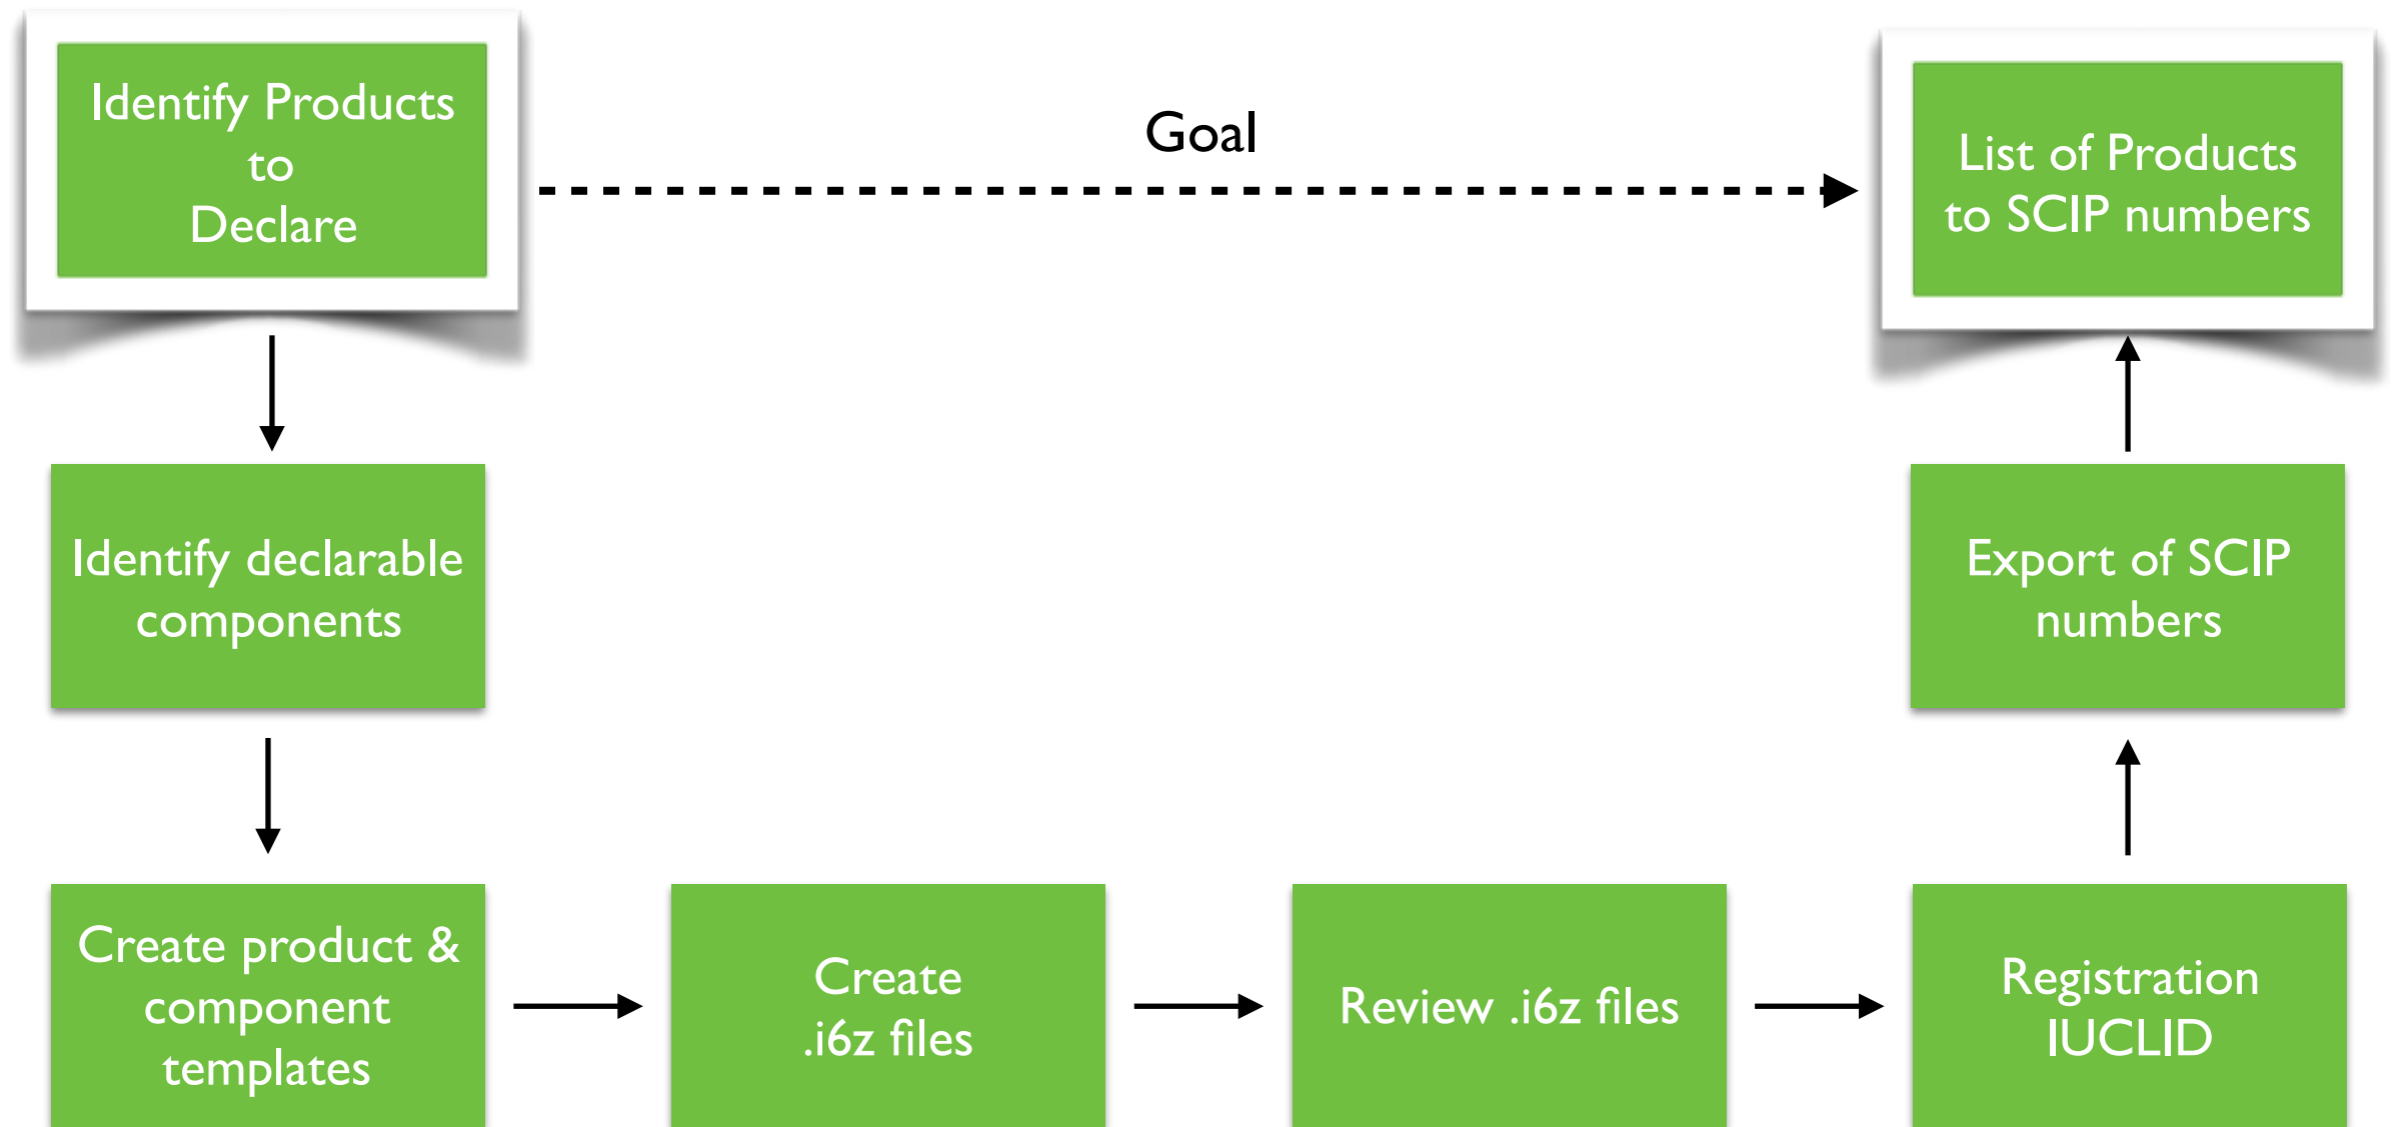 Identify Products
to
Declare
Goal
List of Products
to SCIP numbers
Identify declarable
components
Export of SCIP
numbers
Create product &
component
templates
Create
.i6z files
Review .i6z files
Registration
IUCLID